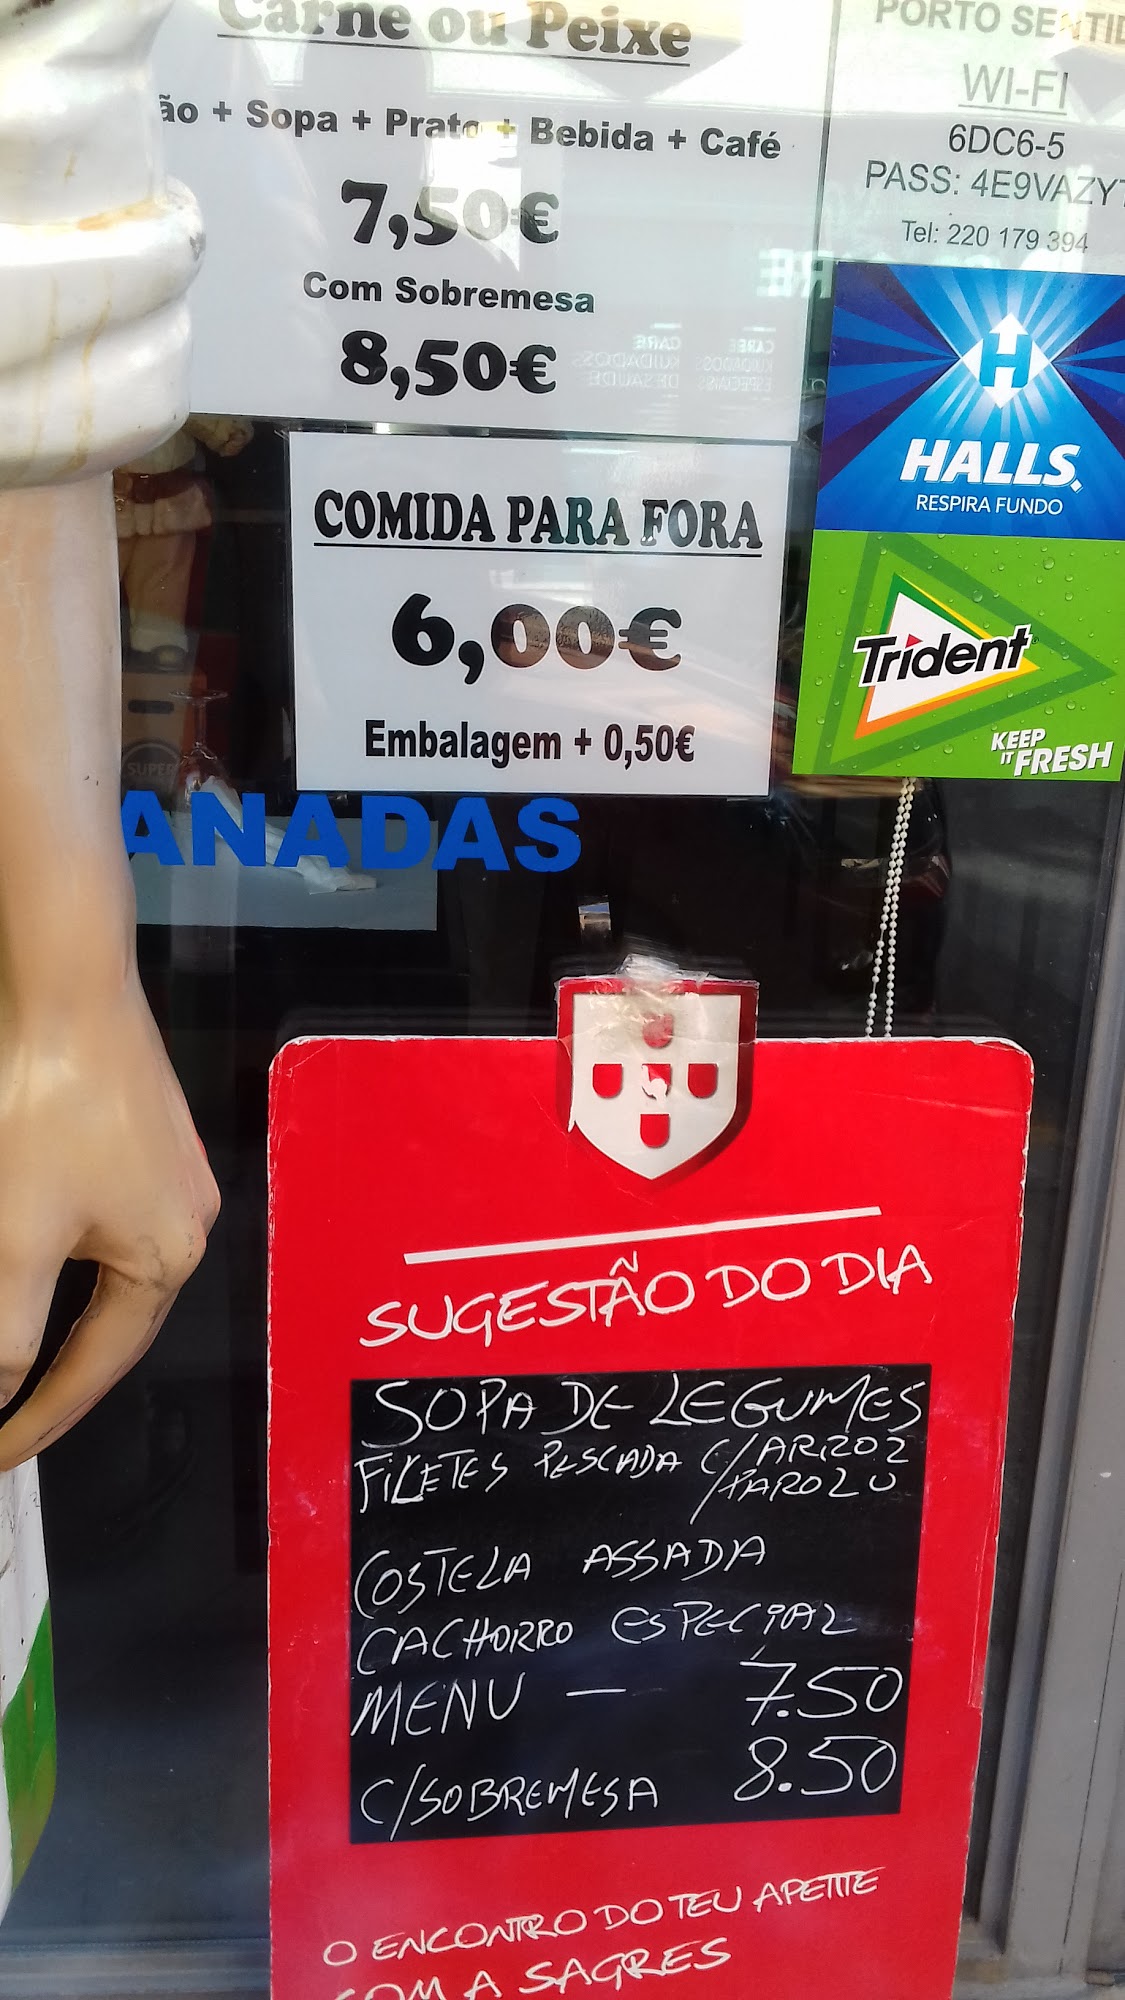 Carne ou Peixe
ão + Sopa + Prato + Bebida + Café
7,50€
Com Sobremesa
8,50€
PORTO SENTID
WI-FI
6DC6-5
PASS: 4E9VAZY
Tel: 220 179 394
HALLS
RESPIRA FUNDO
COMIDA PARA FORA
6,00€
Embalagem + 0,50€
Trident
KEEP IT FRESH
SUPER
ANADAS
SUGESTÃO DO DIA
SOPA DE LEGUMES
FILETES PESCADA C/ARROZ
COSTELA ASSADA
CACHORRO ESPECIAL
MENU — 7.50
C/SOBREMESA 8.50
O ENCONTRO DO TEU APETITE
COM A SAGRES